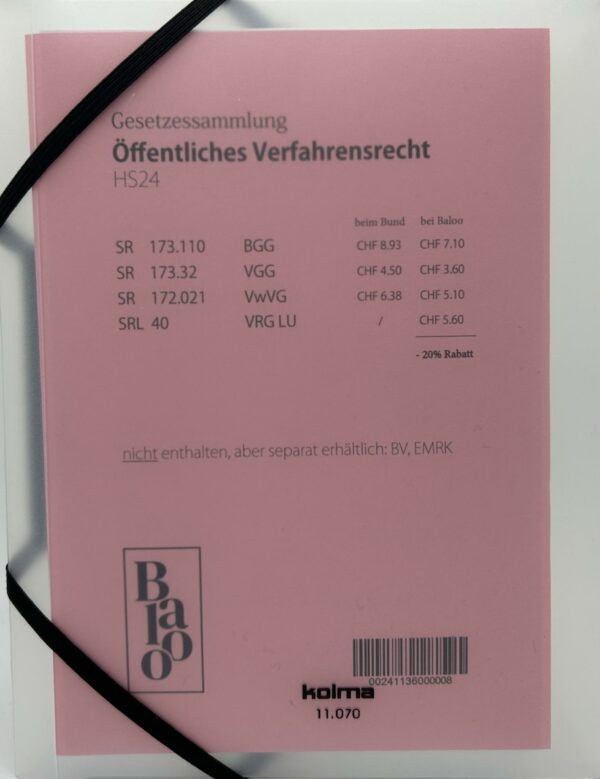 Gesetzessammlung
Öffentliches Verfahrensrecht
HS24
beim Bund bei Baloo
SR 173.110 BGG CHF 8.93 CHF 7.10
SR 173.32 VGG CHF 4.50 CHF 3.60
SR 172.021 VwVG CHF 6.38 CHF 5.10
SRL 40 VRG LU / CHF 5.60
- 20% Rabatt
nicht enthalten, aber separat erhältlich: BV, EMRK
Baloo
00241136000008
kolma
11.070